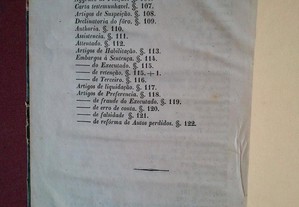 Carta testemunhavel. §. 107.
Artigos de Suspeição. §. 108.
Declinatoria do fôro. §. 109.
Authoria. §. 110.
Assistencia. §. 111.
Attentado. §. 112.
Artigos de Habilitação. §. 113.
Embargos á Sentença. §. 114.
—— do Executado. §. 115.
—— de retenção. §. 115.
—— de Terceiro. §. 116.
Artigos de liquidação. §. 117.
Artigos de Preferencia. §. 118.
—— de fraude do Executado. §. 119.
—— de erro de conta. §. 120.
—— de falsidade §. 121.
—— de refórma de Autos perdidos. §. 122.